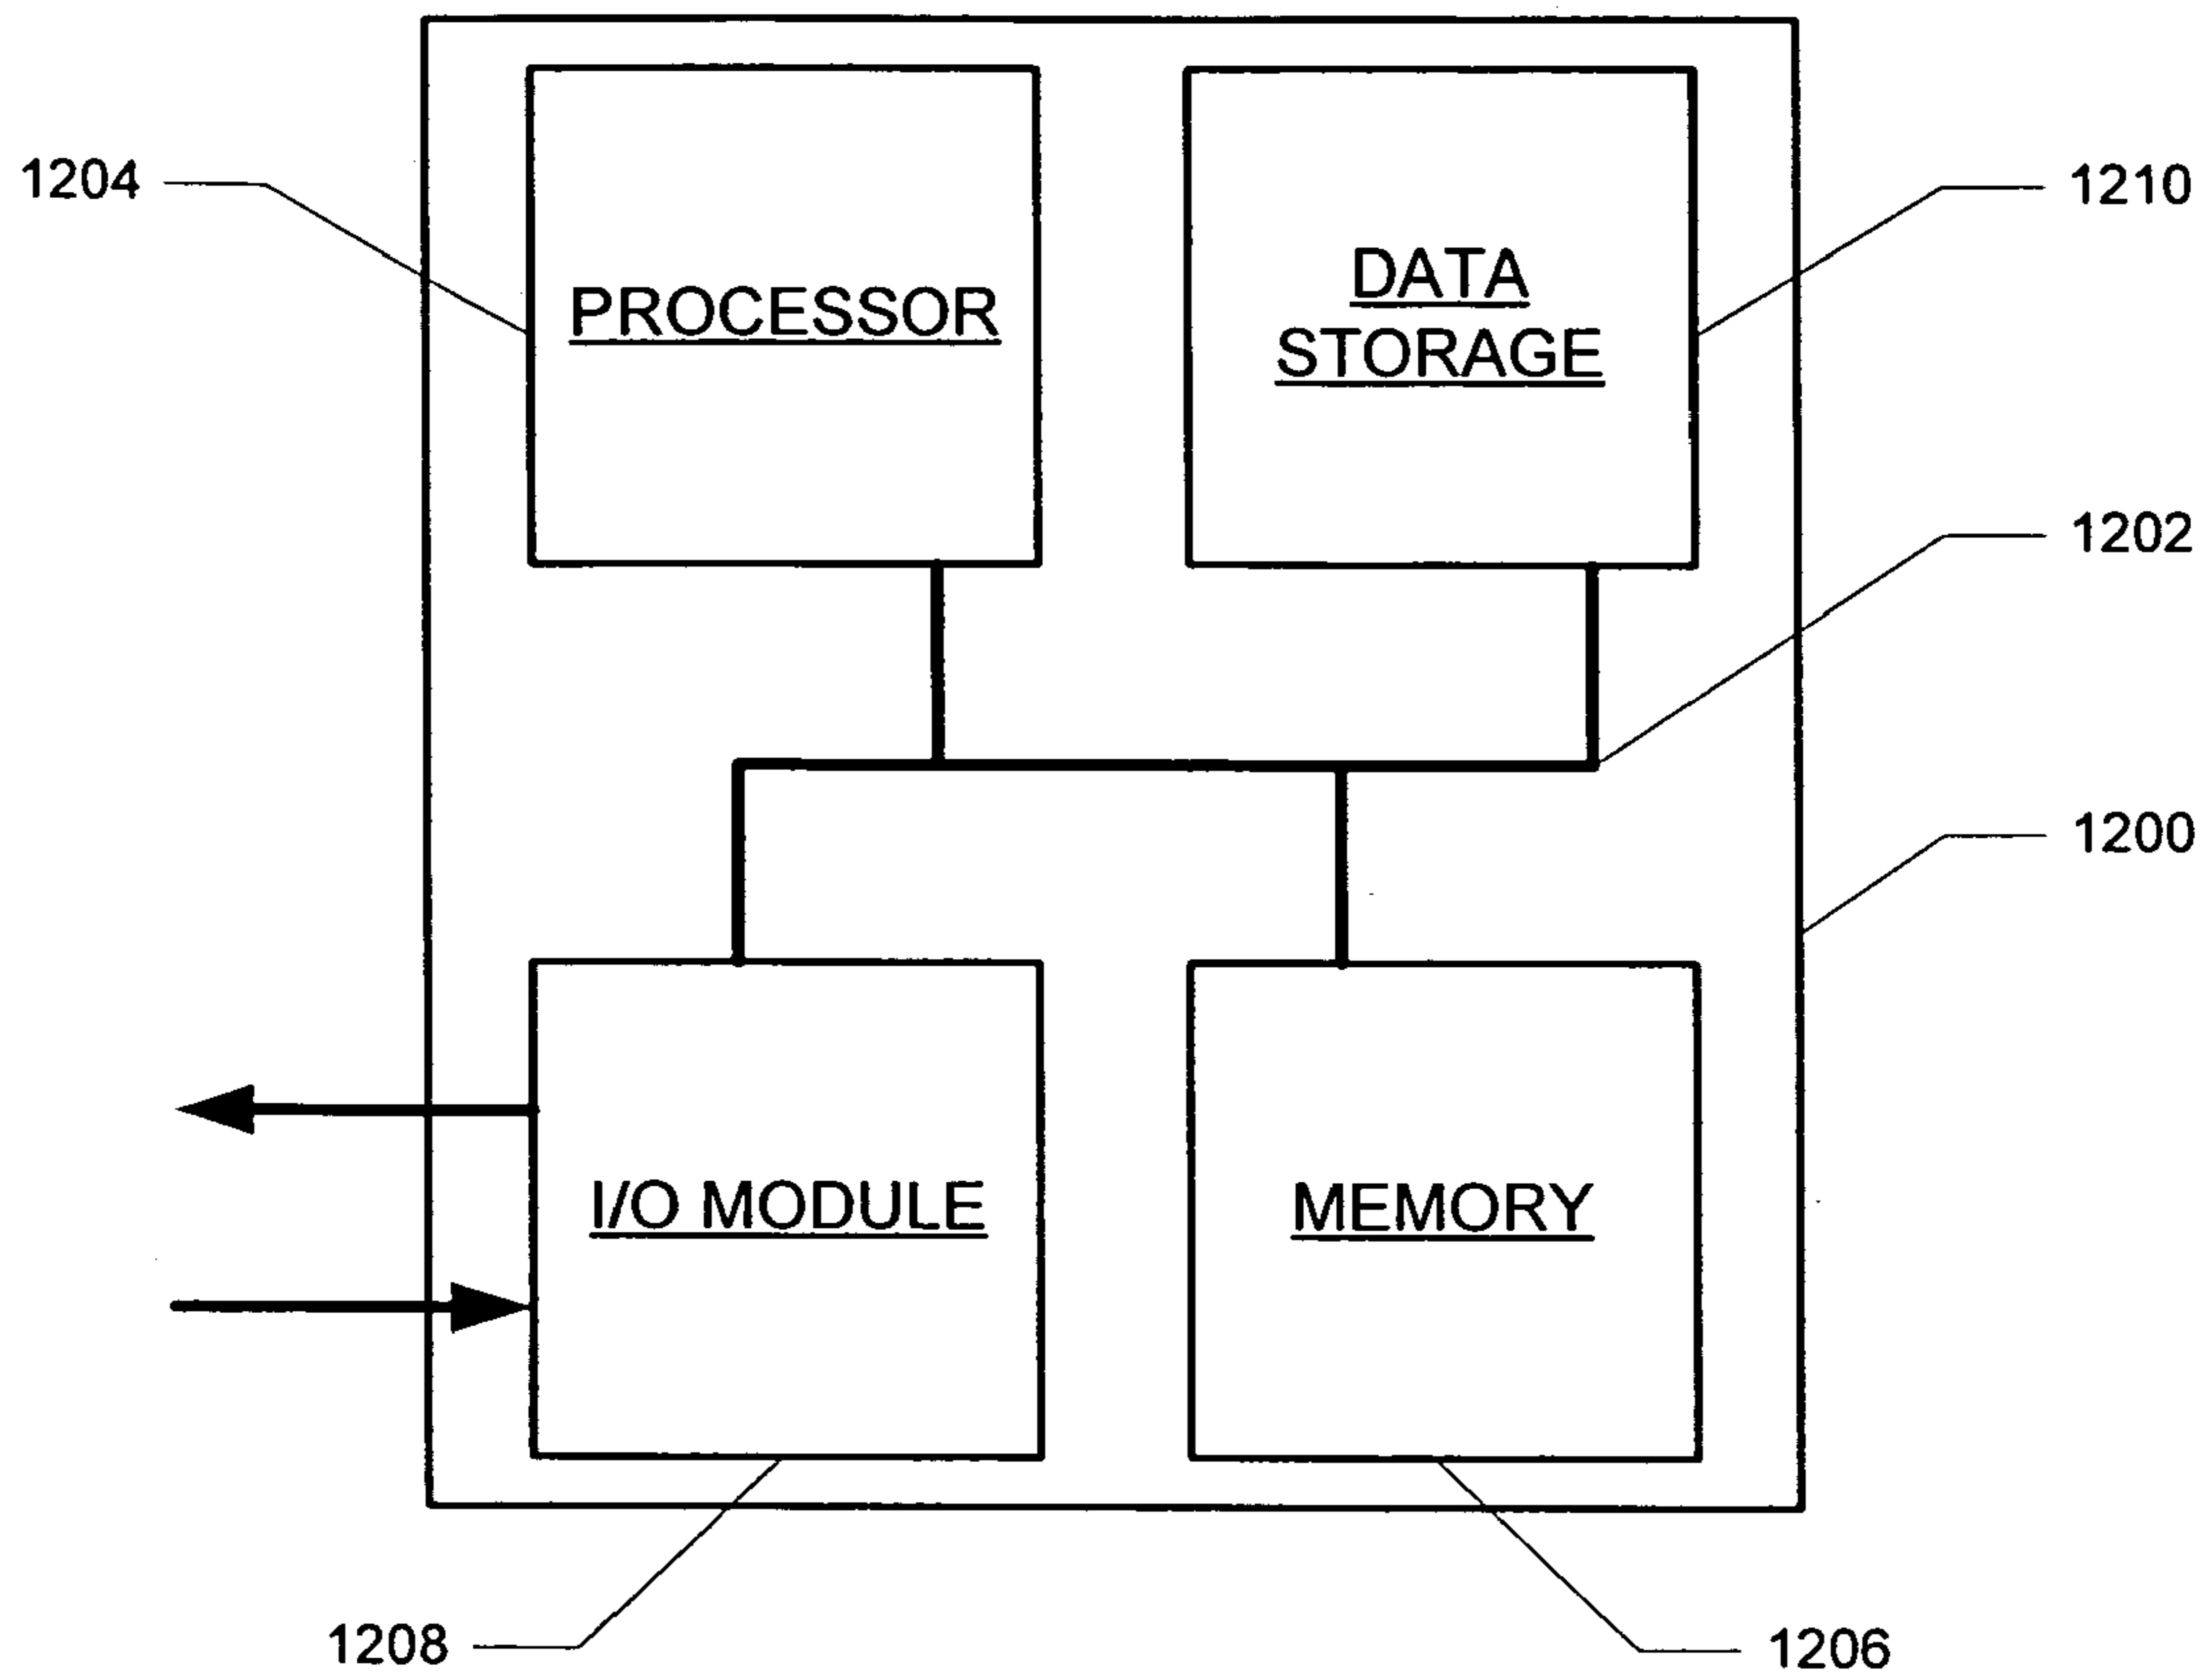 1204
PROCESSOR
DATA
STORAGE
1210
1202
1200
I/O MODULE
MEMORY
1208
1206